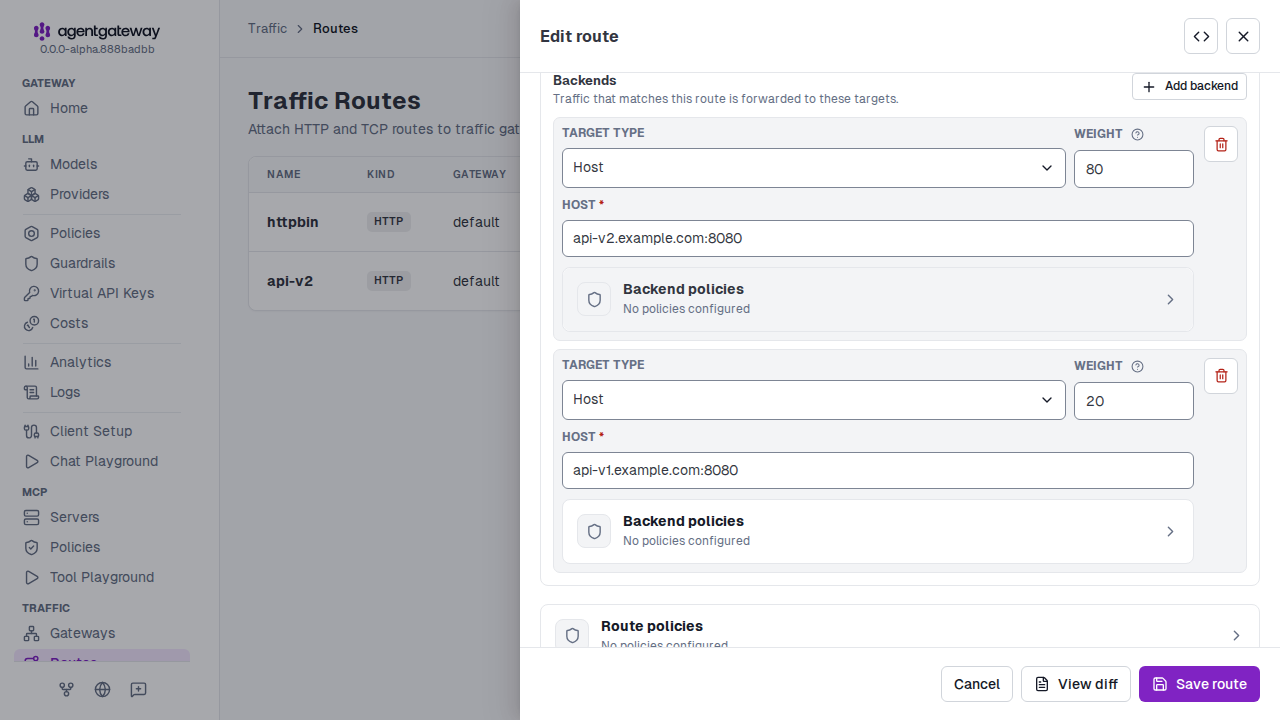 agentgateway
0.0.0-alpha.888badbb
GATEWAY
Home
LLM
Models
Providers
Policies
Guardrails
Virtual API Keys
Costs
Analytics
Logs
Client Setup
Chat Playground
MCP
Servers
Policies
Tool Playground
TRAFFIC
Gateways
Routes
Traffic
Routes
Traffic Routes
Attach HTTP and TCP routes to traffic gat
NAME KIND GATEWAY
httpbin HTTP default
api-v2 HTTP default
Edit route
Backends
Traffic that matches this route is forwarded to these targets.
Add backend
TARGET TYPE
WEIGHT
Host
80
HOST *
api-v2.example.com:8080
Backend policies
No policies configured
TARGET TYPE
WEIGHT
Host
20
HOST *
api-v1.example.com:8080
Backend policies
No policies configured
Route policies
No policies configured
Cancel
View diff
Save route